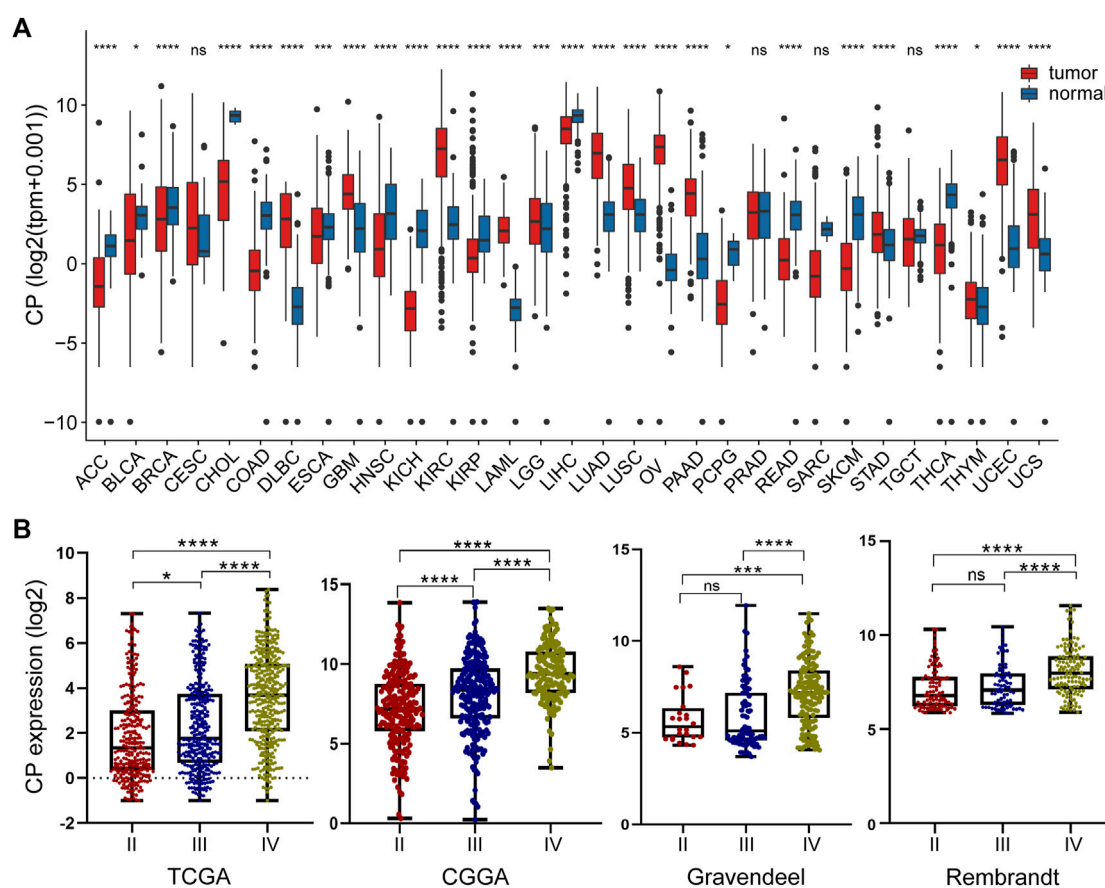 A
**** * **** ns **** **** **** *** **** **** **** **** **** **** *** **** **** **** **** **** * ns **** ns **** **** ns **** * **** ****
tumor
normal
CP (log2(tpm+0.001))
10
5
0
−5
−10
ACC BLCA BRCA CESC CHOL COAD DLBC ESCA GBM HNSC KICH KIRC KIRP LAML LGG LIHC LUAD LUSC OV PAAD PCPG PRAD READ SARC SKCM STAD TGCT THCA THYM UCEC UCS
B
CP expression (log2)
10
8
6
4
2
0
-2
****
* ****
II III IV
TCGA
15
10
5
0
****
**** ****
II III IV
CGGA
15
10
5
0
****
***
ns
II III IV
Gravendeel
15
10
5
0
****
ns ****
II III IV
Rembrandt